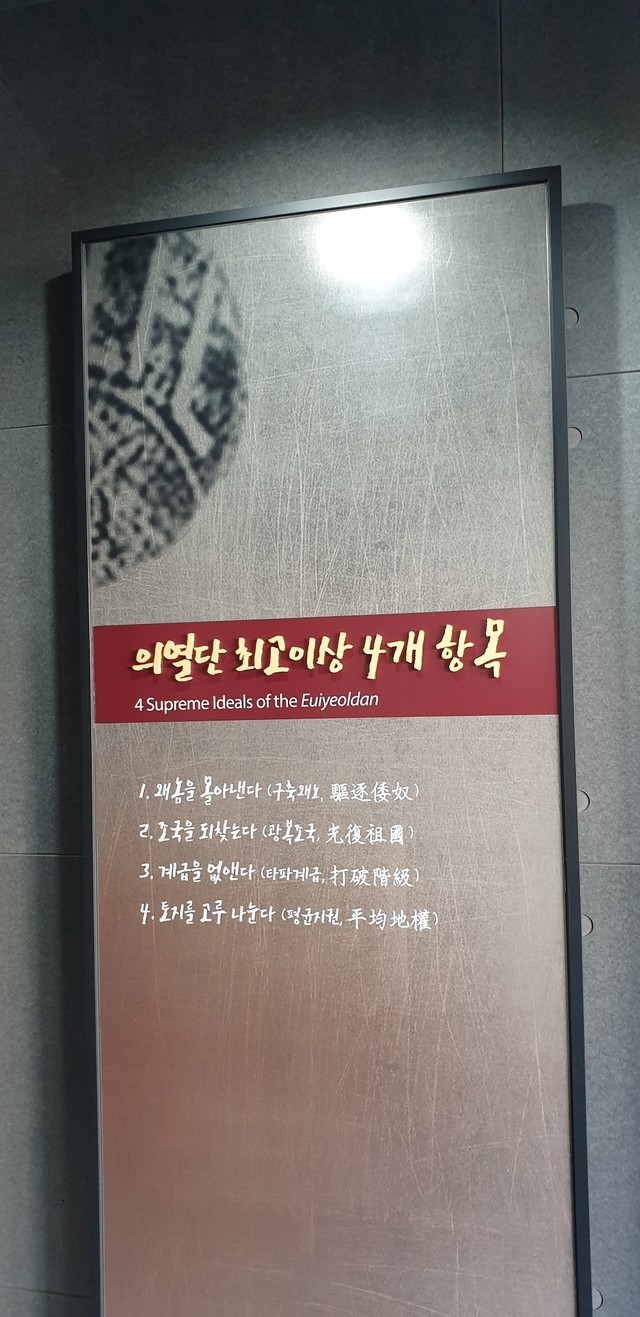 의열단 최고이상 4개 항목
4 Supreme Ideals of the Euiyeoldan
1. 왜놈을 몰아낸다 (구축왜노, 驅逐倭奴)
2. 조국을 되찾는다 (광복조국, 光復祖國)
3. 계급을 없앤다 (타파계급, 打破階級)
4. 토지를 고루 나눈다 (평균지권, 平均地權)